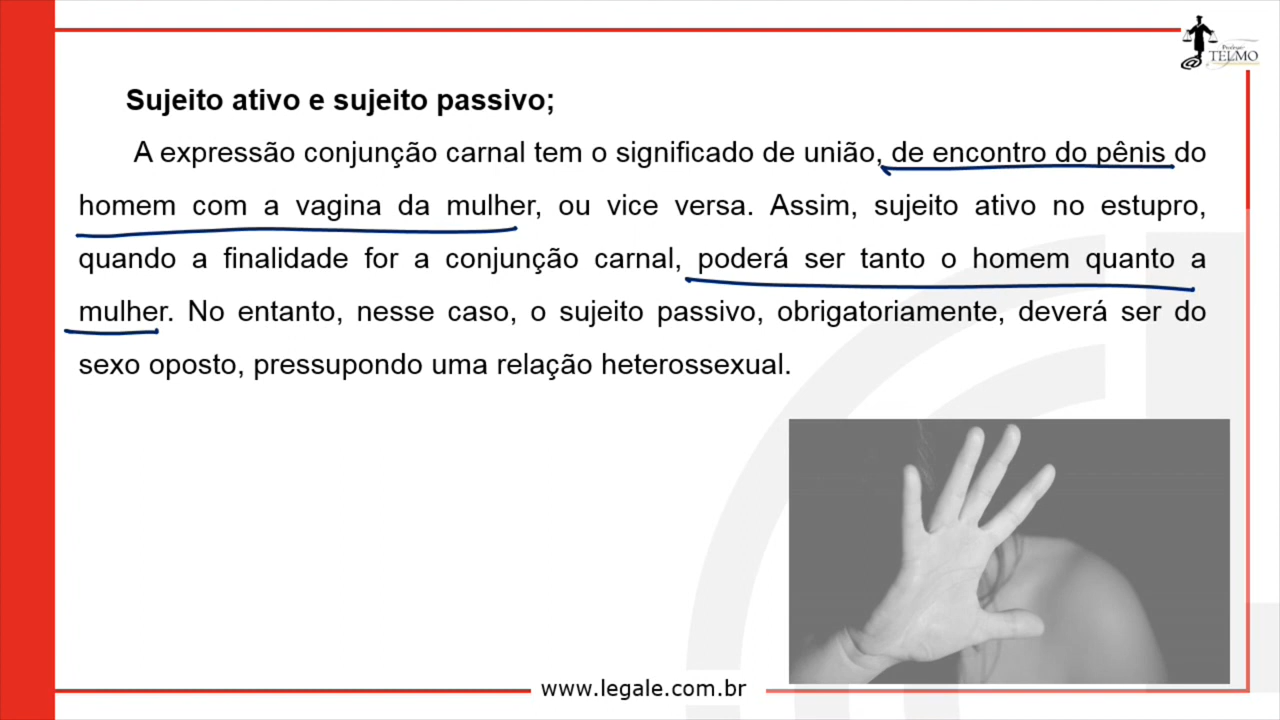 Professor
TELMO
Sujeito ativo e sujeito passivo;
A expressão conjunção carnal tem o significado de união, de encontro do pênis do
homem com a vagina da mulher, ou vice versa. Assim, sujeito ativo no estupro,
quando a finalidade for a conjunção carnal, poderá ser tanto o homem quanto a
mulher. No entanto, nesse caso, o sujeito passivo, obrigatoriamente, deverá ser do
sexo oposto, pressupondo uma relação heterossexual.
www.legale.com.br